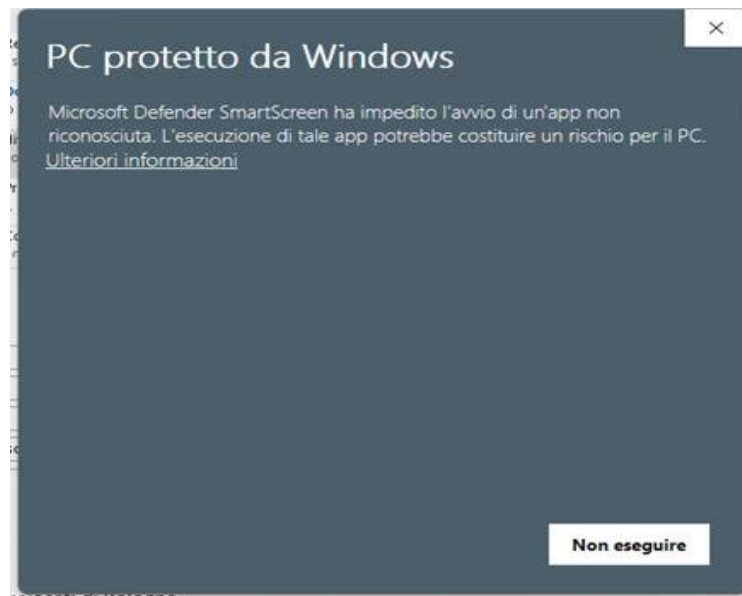 PC protetto da Windows
Microsoft Defender SmartScreen ha impedito l'avvio di un'app non
riconosciuta. L'esecuzione di tale app potrebbe costituire un rischio per il PC.
Ulteriori informazioni
Non eseguire